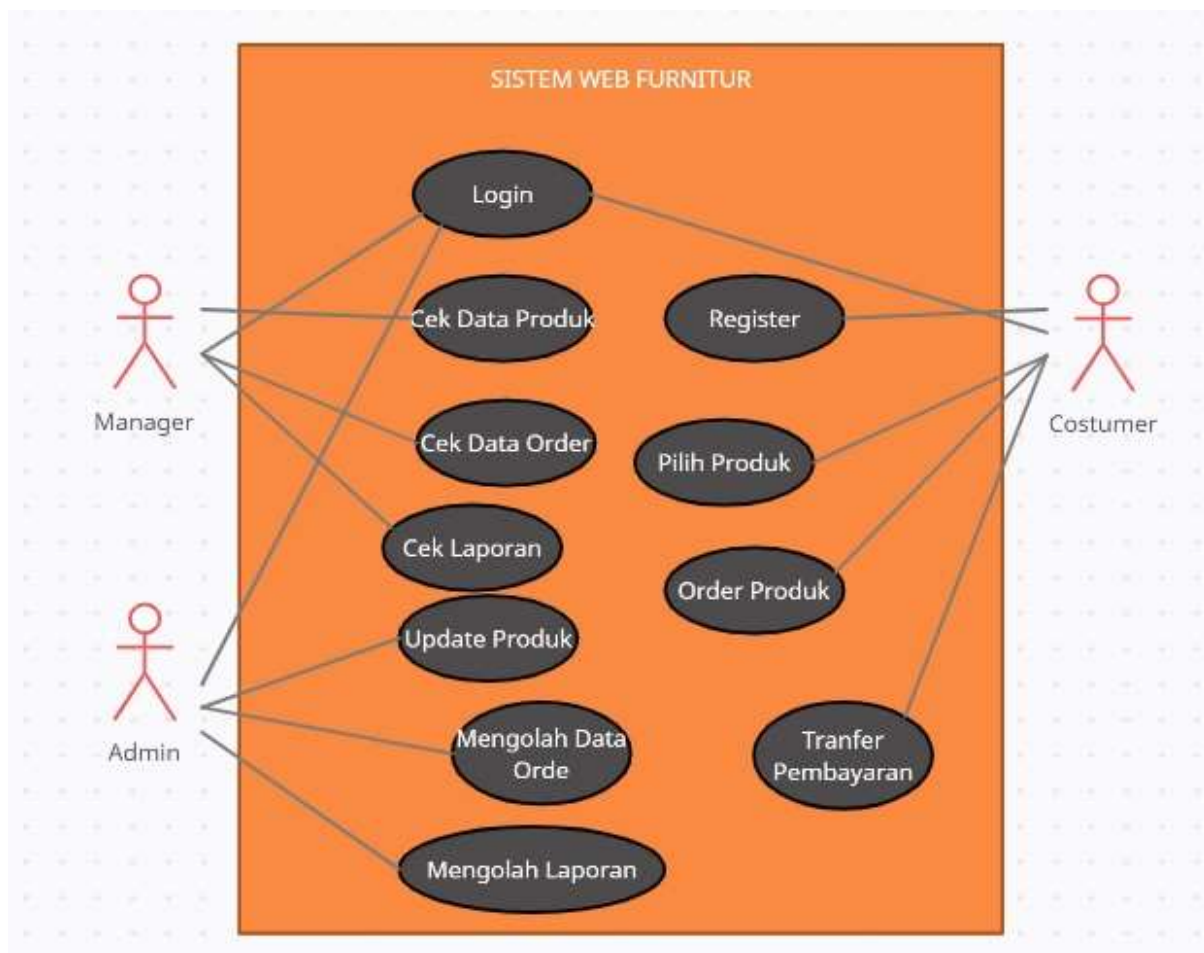 SISTEM WEB FURNITUR
Login
Cek Data Produk
Register
Manager
Costumer
Cek Data Order
Pilih Produk
Cek Laporan
Order Produk
Update Produk
Admin
Mengolah Data
Orde
Tranfer
Pembayaran
Mengolah Laporan